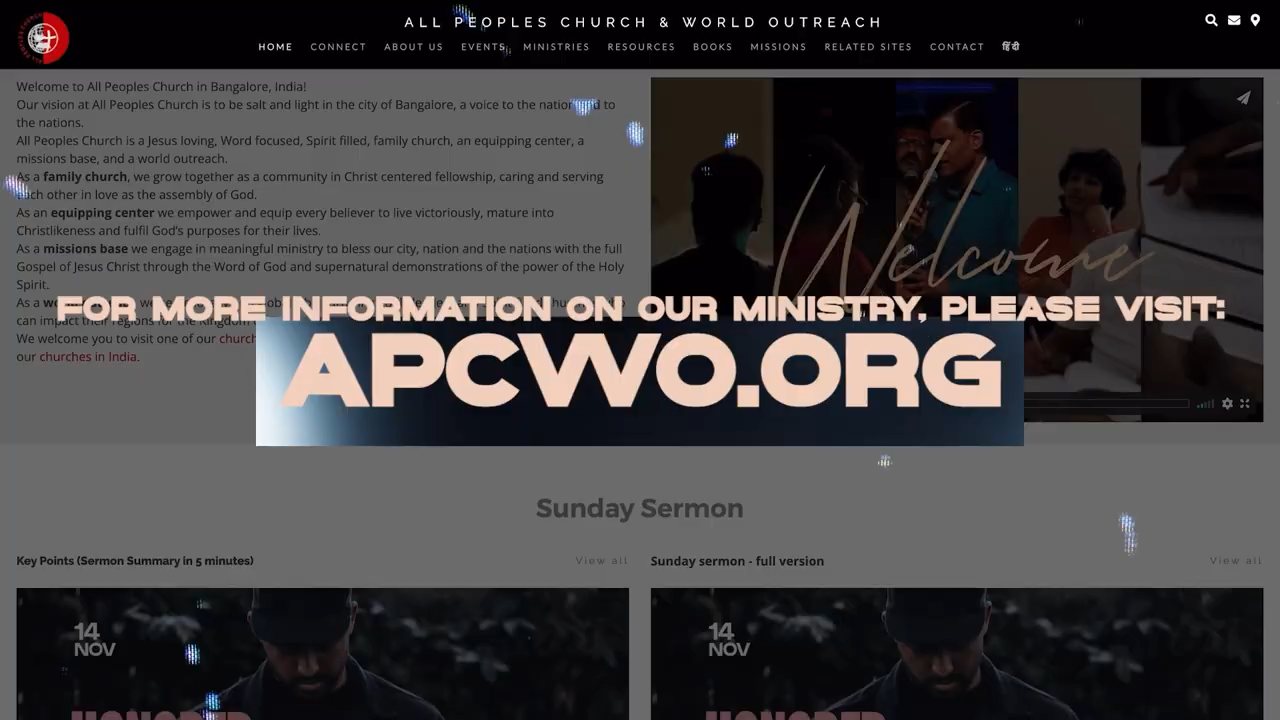 ALL PEOPLES CHURCH & WORLD OUTREACH
HOME CONNECT ABOUT US EVENTS MINISTRIES RESOURCES BOOKS MISSIONS RELATED SITES CONTACT हिंदी
Welcome to All Peoples Church in Bangalore, India!
Our vision at All Peoples Church is to be salt and light in the city of Bangalore, a voice to the nation and to
the nations.
All Peoples Church is a Jesus loving, Word focused, Spirit filled, family church, an equipping center, a
missions base, and a world outreach.
As a family church, we grow together as a community in Christ centered fellowship, caring and serving
each other in love as the assembly of God.
As an equipping center we empower and equip every believer to live victoriously, mature into
Christlikeness and fulfil God's purposes for their lives.
As a missions base we engage in meaningful ministry to bless our city, nation and the nations with the full
Gospel of Jesus Christ through the Word of God and supernatural demonstrations of the power of the Holy
Spirit.
As a
can impact their regions for the Kingdom
We welcome you to visit one of our church
our churches in India.
Welcome
FOR MORE INFORMATION ON OUR MINISTRY, PLEASE VISIT:
APCWO.ORG
Sunday Sermon
Key Points (Sermon Summary in 5 minutes) View all
Sunday sermon - full version View all
14
NOV
14
NOV